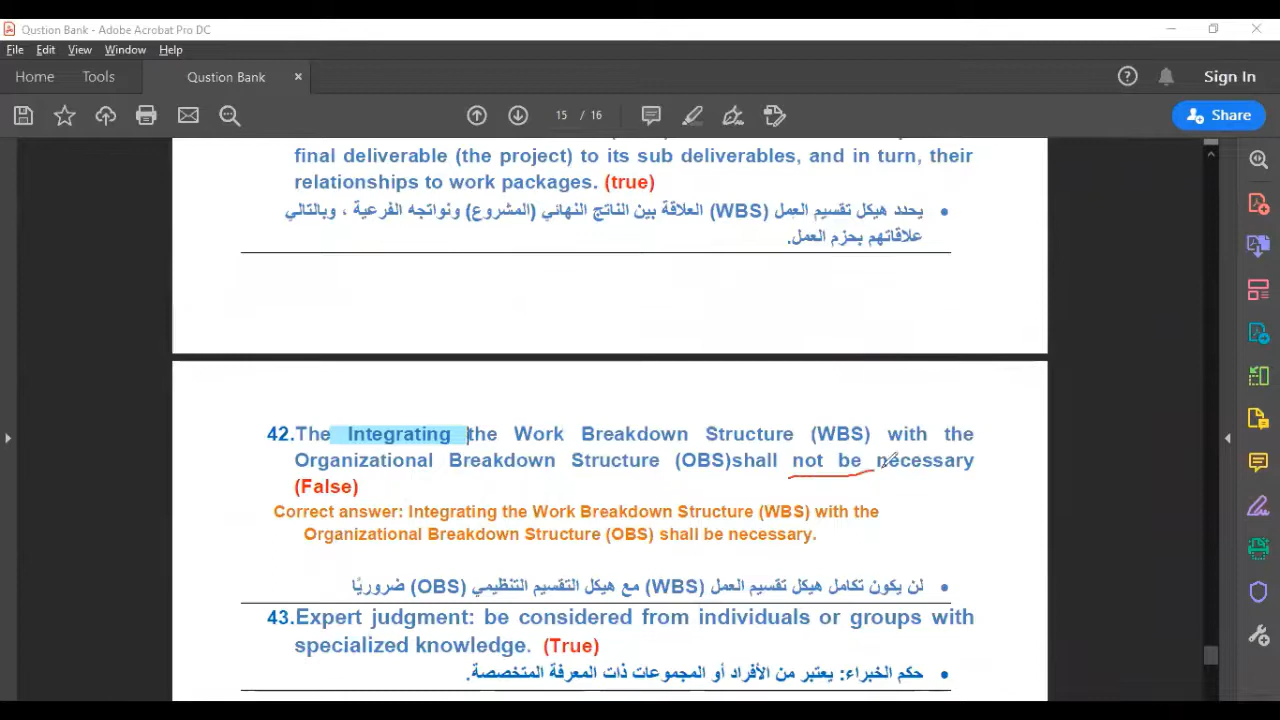 Qustion Bank - Adobe Acrobat Pro DC
File Edit View Window Help
Home Tools Qustion Bank × Sign In
15 / 16 Share
final deliverable (the project) to its sub deliverables, and in turn, their
relationships to work packages. (true)
• يحدد هيكل تقسيم العمل (WBS) العلاقة بين الناتج النهائي (المشروع) ونواتجه الفرعية ، وبالتالي
علاقاتهم بحزم العمل.
42.The Integrating the Work Breakdown Structure (WBS) with the
Organizational Breakdown Structure (OBS)shall not be necessary
(False)
Correct answer: Integrating the Work Breakdown Structure (WBS) with the
Organizational Breakdown Structure (OBS) shall be necessary.
• لن يكون تكامل هيكل تقسيم العمل (WBS) مع هيكل التقسيم التنظيمي (OBS) ضروريًا
43.Expert judgment: be considered from individuals or groups with
specialized knowledge. (True)
• حكم الخبراء: يعتبر من الأفراد أو المجموعات ذات المعرفة المتخصصة.